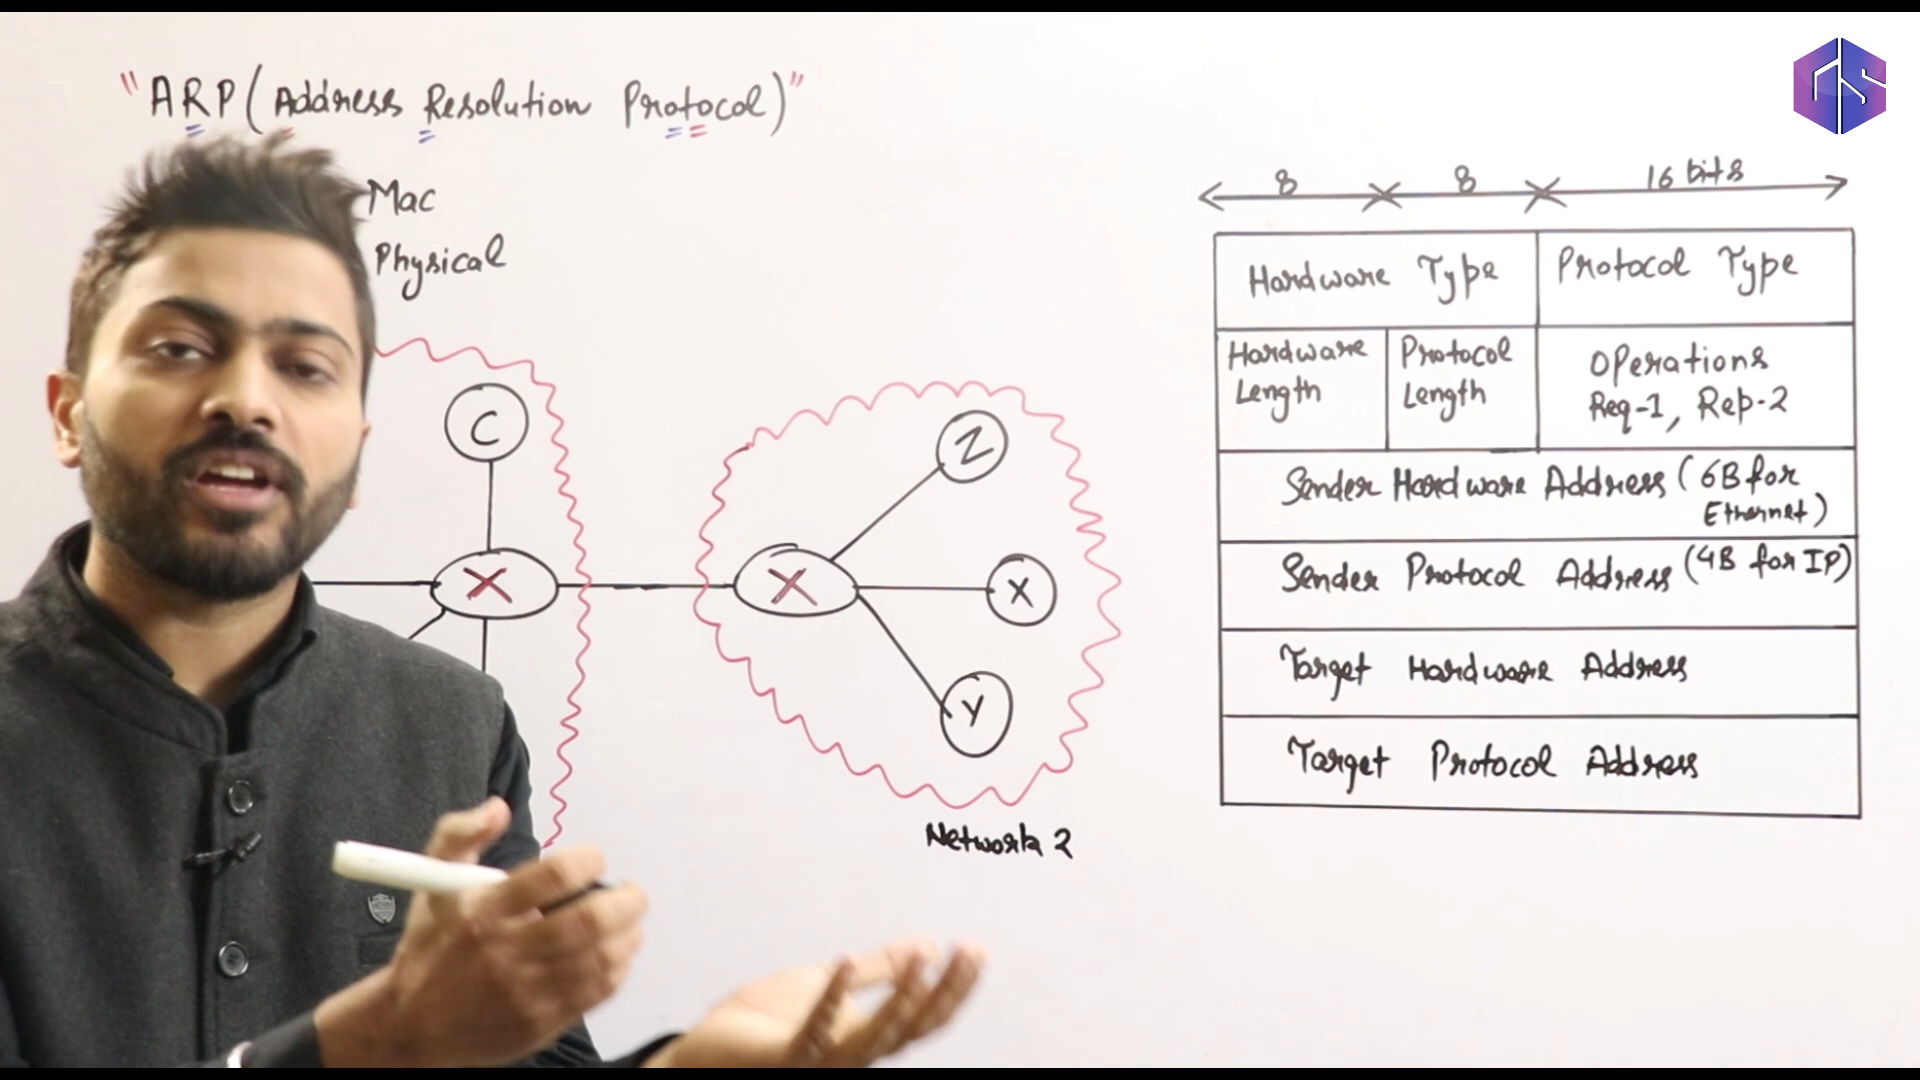 "ARP (Address Resolution Protocol)"
Mac
Physical
C
X
X
Z
X
Y
Network 2
8 8 16 bits
Hardware Type Protocol Type
Hardware Length Protocol Length Operations
Req-1, Rep-2
Sender Hardware Address (6B for Ethernet)
Sender Protocol Address (4B for IP)
Target Hardware Address
Target Protocol Address